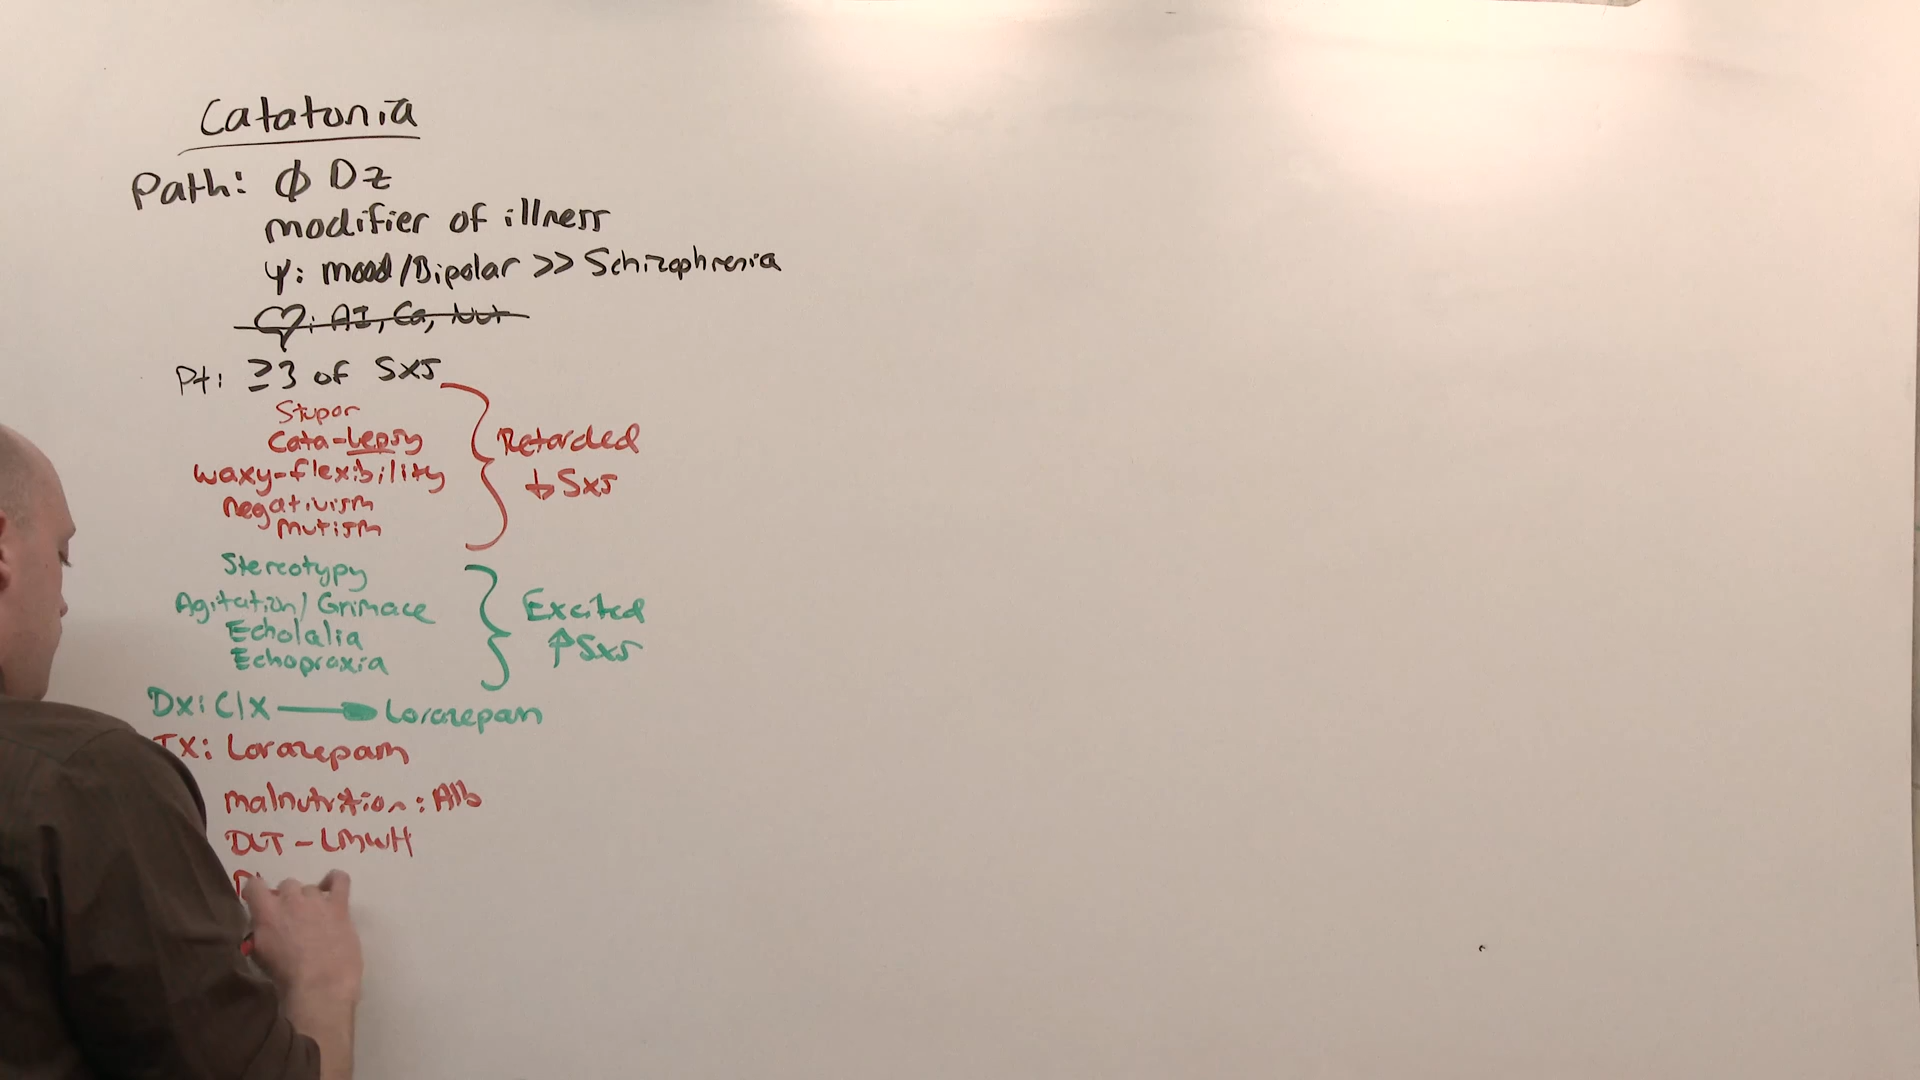 Catatonia
Path: ϕ Dz
modifier of illness
Ψ: mood/Bipolar >> Schizophrenia
♡: AI, Ca, Nut
Pt: ≥3 of Sxs
Stupor
Cata-lepsy
waxy-flexibility
negativism
mutism
Retarded
↓ Sxs
Stereotypy
Agitation/Grimace
Echolalia
Echopraxia
Excited
↑ Sxs
Dx: Clx → Lorazepam
Tx: Lorazepam
malnutrition: Alb
DVT - LMWH